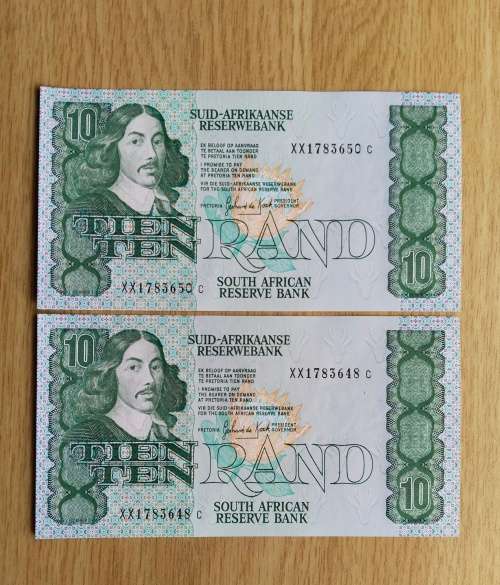 10
SUID-AFRIKAANSE
RESERWEBANK
XX1783650 C
EK BELOOF OP AANVRAAG
TE BETAAL AAN TOONDER
TE PRETORIA TIEN RAND
I PROMISE TO PAY
THE BEARER ON DEMAND
AT PRETORIA TEN RAND
VIR DIE SUID-AFRIKAANSE RESERWEBANK
FOR THE SOUTH AFRICAN RESERVE BANK
PRETORIA
PRESIDENT
GOVERNOR
TIEN
TEN
RAND
XX1783650 C
SOUTH AFRICAN
RESERVE BANK
10
10
SUID-AFRIKAANSE
RESERWEBANK
XX1783648 C
EK BELOOF OP AANVRAAG
TE BETAAL AAN TOONDER
TE PRETORIA TIEN RAND
I PROMISE TO PAY
THE BEARER ON DEMAND
AT PRETORIA TEN RAND
VIR DIE SUID-AFRIKAANSE RESERWEBANK
FOR THE SOUTH AFRICAN RESERVE BANK
PRETORIA
PRESIDENT
GOVERNOR
TIEN
TEN
RAND
XX1783648 C
SOUTH AFRICAN
RESERVE BANK
10